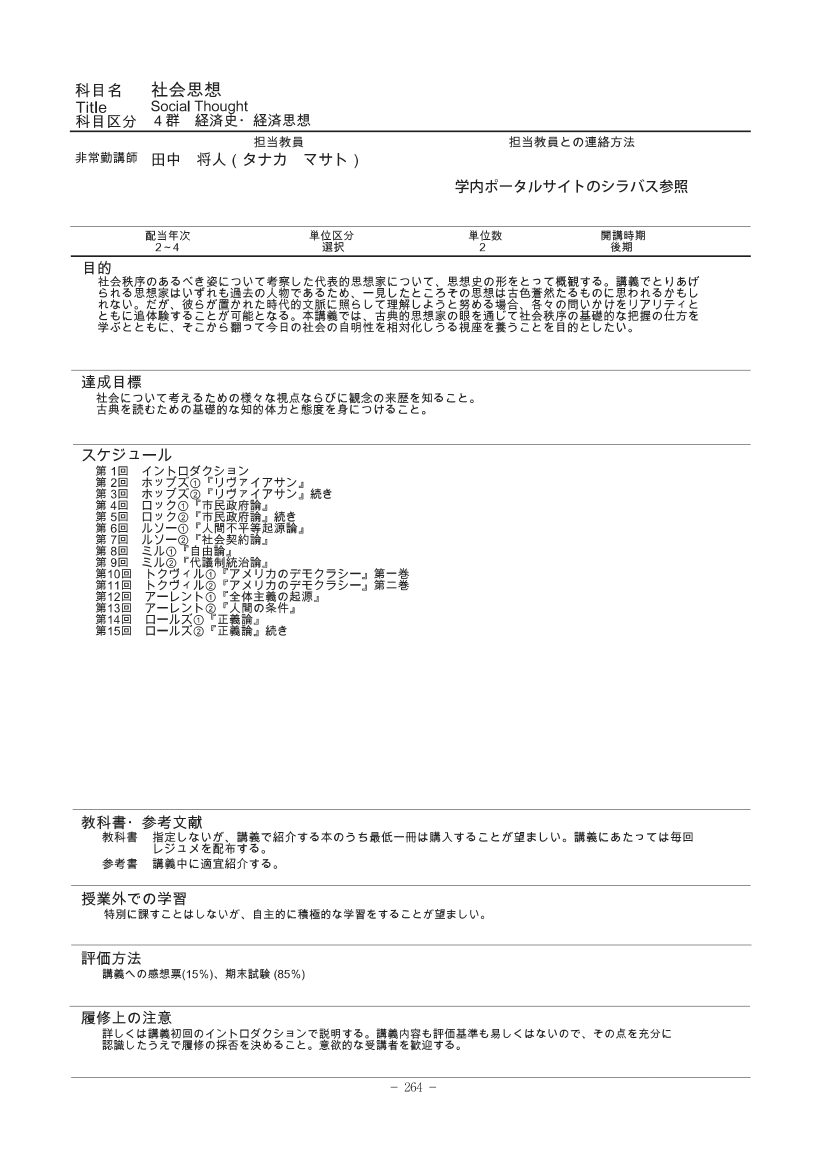 科目名　社会思想
Title　Social Thought
科目区分　４群　経済史・経済思想
担当教員　担当教員との連絡方法
非常勤講師　田中　将人 ( タナカ　マサト )
学内ポータルサイトのシラバス参照
配当年次　単位区分　単位数　開講時期
2～4　選択　2　後期
目的
社会秩序のあるべき姿について考察した代表的思想家について、思想史の形をとって概観する。講義でとりあげ
られる思想家はいずれも過去の人物であるため、一見したところその思想は古色蒼然たるものに思われるかもし
れない。だが、彼らが置かれた時代的文脈に照らして理解しようと努める場合、各々の問いかけをリアリティと
ともに追体験することが可能となる。本講義では、古典的思想家の眼を通じて社会秩序の基礎的な把握の仕方を
学ぶとともに、そこから翻って今日の社会の自明性を相対化しうる視座を養うことを目的としたい。
達成目標
社会について考えるための様々な視点ならびに観念の来歴を知ること。
古典を読むための基礎的な知的体力と態度を身につけること。
スケジュール
第 1回　イントロダクション
第 2回　ホッブズ①『リヴァイアサン』
第 3回　ホッブズ②『リヴァイアサン』続き
第 4回　ロック①『市民政府論』
第 5回　ロック②『市民政府論』続き
第 6回　ルソー①『人間不平等起源論』
第 7回　ルソー②『社会契約論』
第 8回　ミル①『自由論』
第 9回　ミル②『代議制統治論』
第10回　トクヴィル①『アメリカのデモクラシー』第一巻
第11回　トクヴィル②『アメリカのデモクラシー』第二巻
第12回　アーレント①『全体主義の起源』
第13回　アーレント②『人間の条件』
第14回　ロールズ①『正義論』
第15回　ロールズ②『正義論』続き
教科書・参考文献
教科書　指定しないが、講義で紹介する本のうち最低一冊は購入することが望ましい。講義にあたっては毎回
レジュメを配布する。
参考書　講義中に適宜紹介する。
授業外での学習
特別に課すことはしないが、自主的に積極的な学習をすることが望ましい。
評価方法
講義への感想票(15%)、期末試験 (85%)
履修上の注意
詳しくは講義初回のイントロダクションで説明する。講義内容も評価基準も易しくはないので、その点を充分に
認識したうえで履修の採否を決めること。意欲的な受講者を歓迎する。
− 264 −